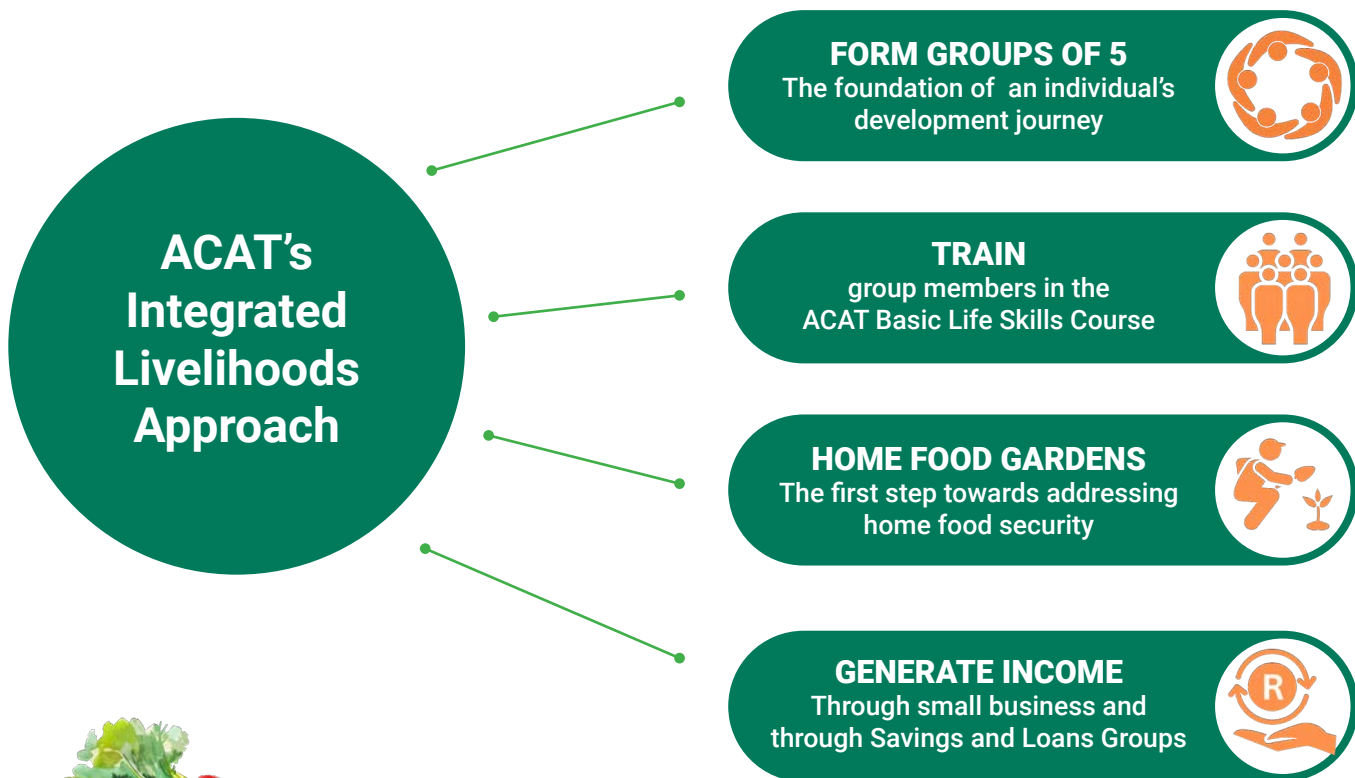 ACAT's
Integrated
Livelihoods
Approach
FORM GROUPS OF 5
The foundation of an individual's
development journey
TRAIN
group members in the
ACAT Basic Life Skills Course
HOME FOOD GARDENS
The first step towards addressing
home food security
GENERATE INCOME
Through small business and
through Savings and Loans Groups
R